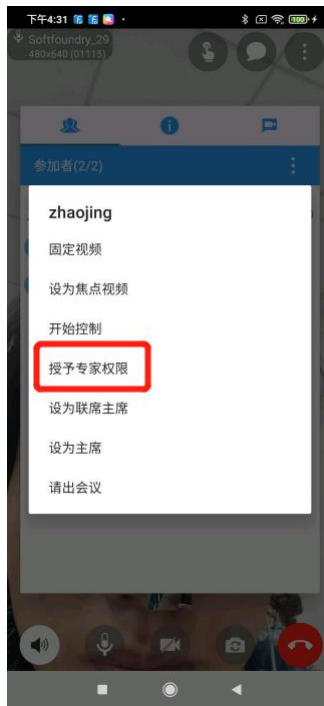 下午4:31
100
Softfoundry_29
480x640 (01115)
参加者(2/2)
zhaojing
固定视频
设为焦点视频
开始控制
授予专家权限
设为联席主席
设为主席
请出会议